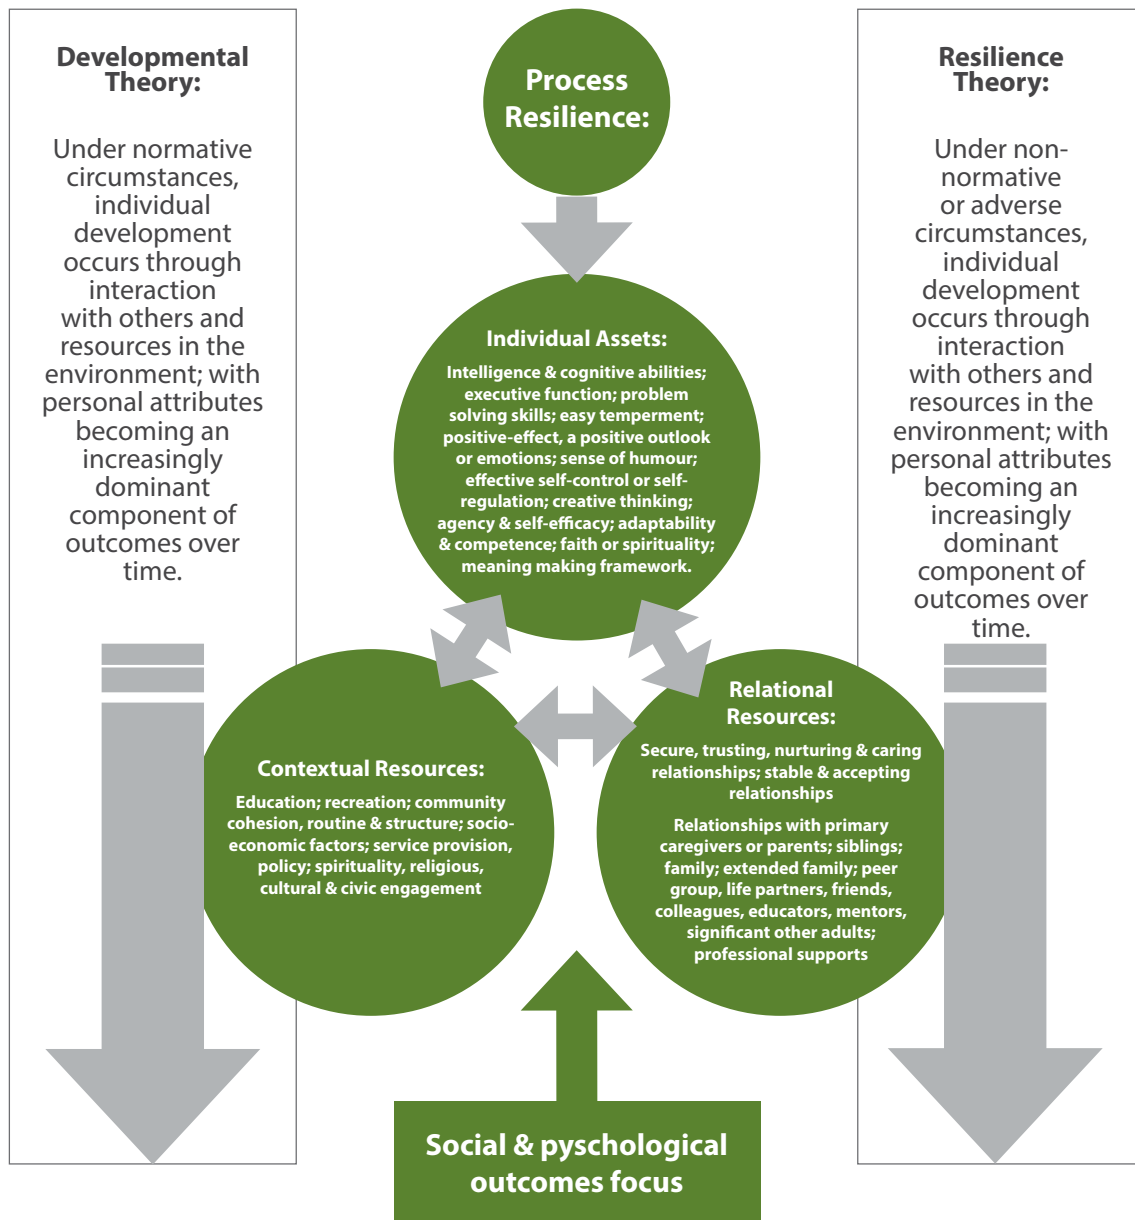 Developmental
Theory:
Under normative
circumstances,
individual
development
occurs through
interaction
with others and
resources in the
environment; with
personal attributes
becoming an
increasingly
dominant
component of
outcomes over
time.
Process
Resilience:
Individual Assets:
Intelligence & cognitive abilities;
executive function; problem
solving skills; easy temperment;
positive-effect, a positive outlook
or emotions; sense of humour;
effective self-control or self-
regulation; creative thinking;
agency & self-efficacy; adaptability
& competence; faith or spirituality;
meaning making framework.
Contextual Resources:
Education; recreation; community
cohesion, routine & structure; socio-
economic factors; service provision,
policy; spirituality, religious,
cultural & civic engagement
Relational
Resources:
Secure, trusting, nurturing & caring
relationships; stable & accepting
relationships
Relationships with primary
caregivers or parents; siblings;
family; extended family; peer
group, life partners, friends,
colleagues, educators, mentors,
significant other adults;
professional supports
Social & pyschological
outcomes focus
Resilience
Theory:
Under non-
normative
or adverse
circumstances,
individual
development
occurs through
interaction
with others and
resources in the
environment; with
personal attributes
becoming an
increasingly
dominant
component of
outcomes over
time.